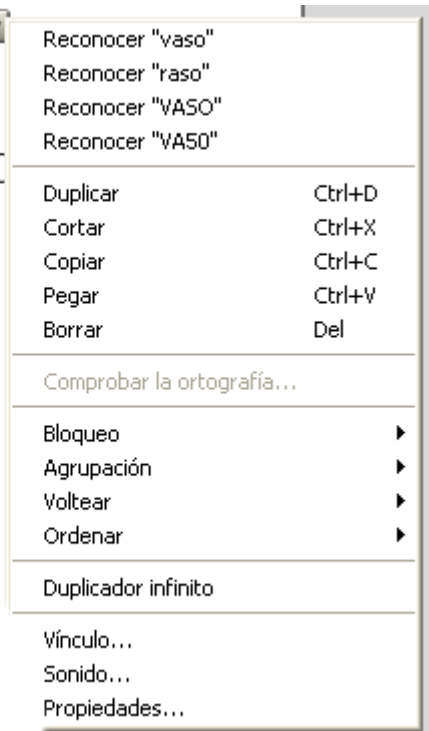 Reconocer "vaso"
Reconocer "raso"
Reconocer "VASO"
Reconocer "VA50"
Duplicar Ctrl+D
Cortar Ctrl+X
Copiar Ctrl+C
Pegar Ctrl+V
Borrar Del
Comprobar la ortografía...
Bloqueo
Agrupación
Voltear
Ordenar
Duplicador infinito
Vínculo...
Sonido...
Propiedades...